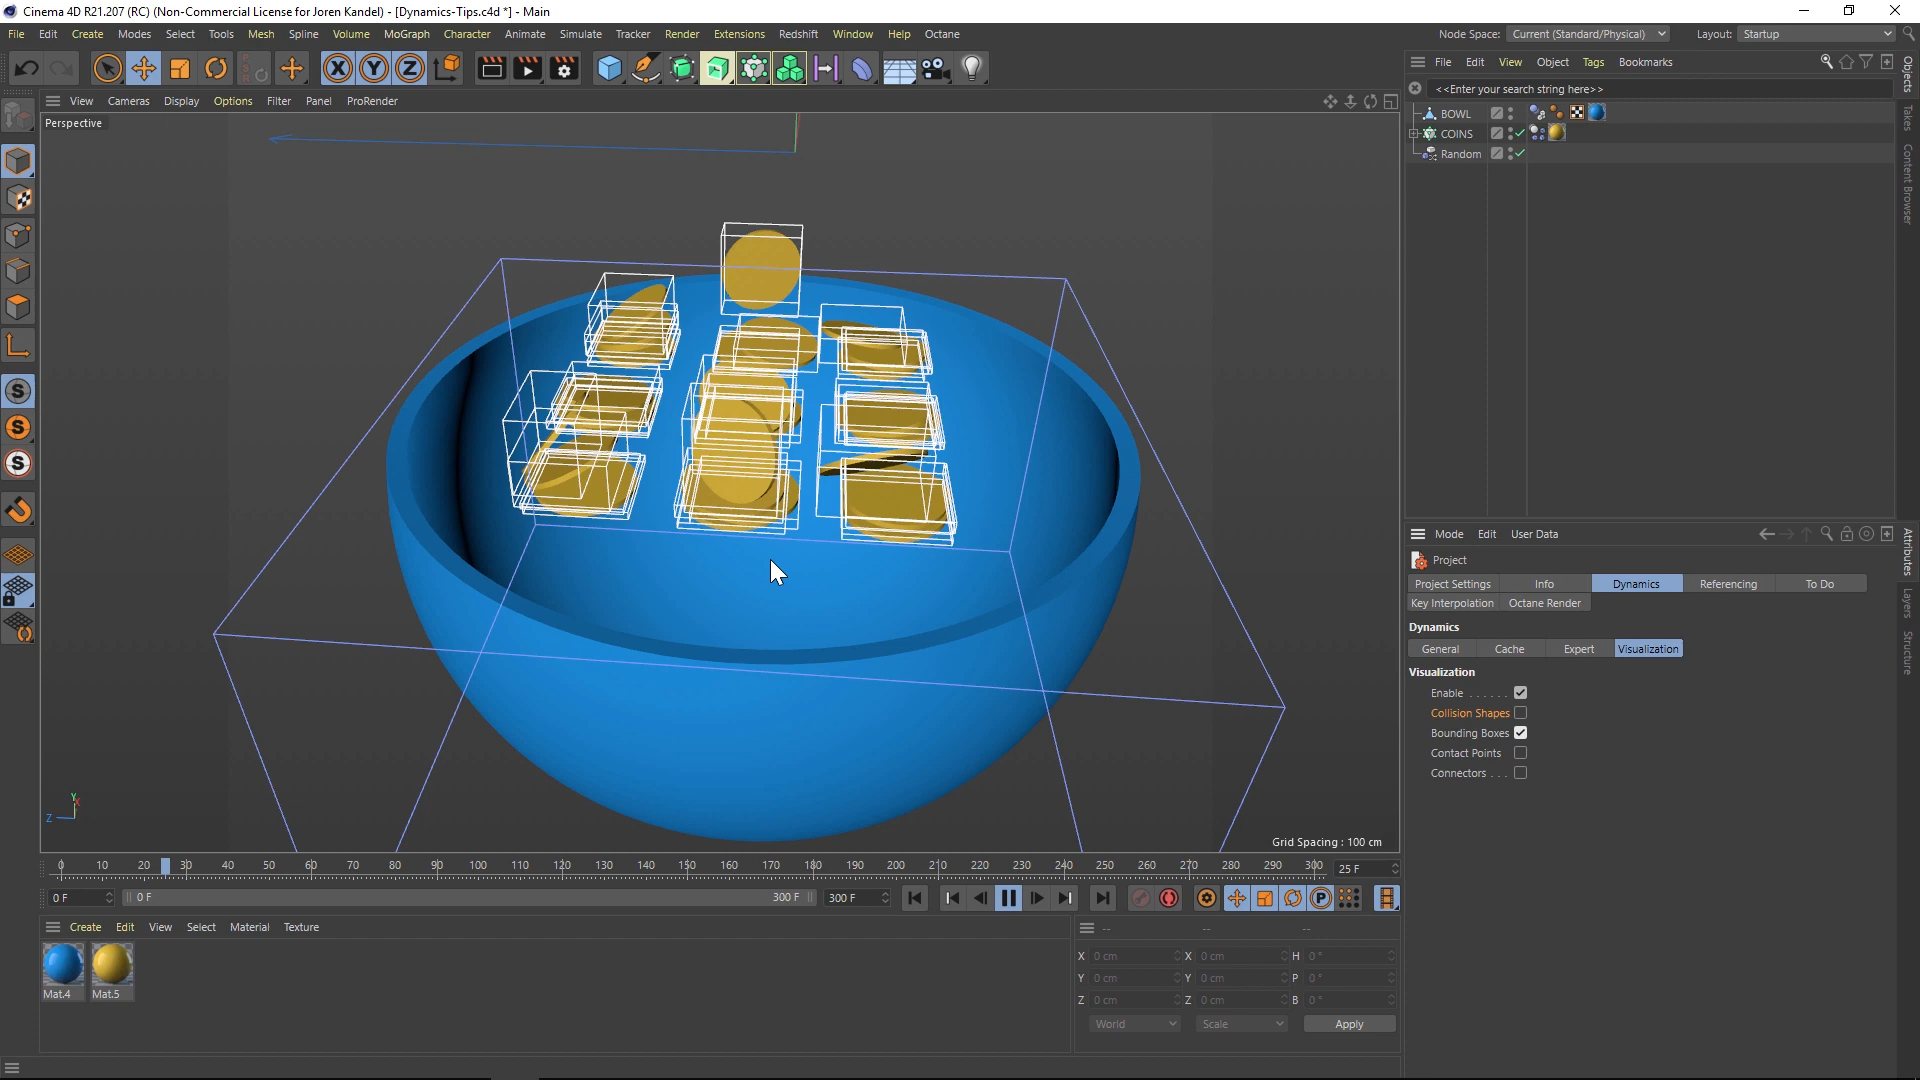 Cinema 4D R21.207 (RC) (Non-Commercial License for Joren Kandel) - [Dynamics-Tips.c4d *] - Main
File Edit Create Modes Select Tools Mesh Spline Volume MoGraph Character Animate Simulate Tracker Render Extensions Redshift Window Help Octane
Node Space: Current (Standard/Physical) Layout: Startup
X Y Z
View Cameras Display Options Filter Panel ProRender
Perspective
File Edit View Object Tags Bookmarks
<<Enter your search string here>>
BOWL
COINS
Random
Objects
Takes
Content Browser
Mode Edit User Data
Project
Project Settings Info Dynamics Referencing To Do
Key Interpolation Octane Render
Dynamics
General Cache Expert Visualization
Visualization
Enable . . . . . .
Collision Shapes
Bounding Boxes
Contact Points
Connectors . . .
Attributes
Layers
Structure
Y
X
Z
Grid Spacing : 100 cm
0 10 20 30 40 50 60 70 80 90 100 110 120 130 140 150 160 170 180 190 200 210 220 230 240 250 260 270 280 290 300 25 F
0 F 0 F 300 F 300 F
Create Edit View Select Material Texture
Mat.4 Mat.5
-- -- --
X 0 cm X 0 cm H 0 °
Y 0 cm Y 0 cm P 0 °
Z 0 cm Z 0 cm B 0 °
World Scale Apply